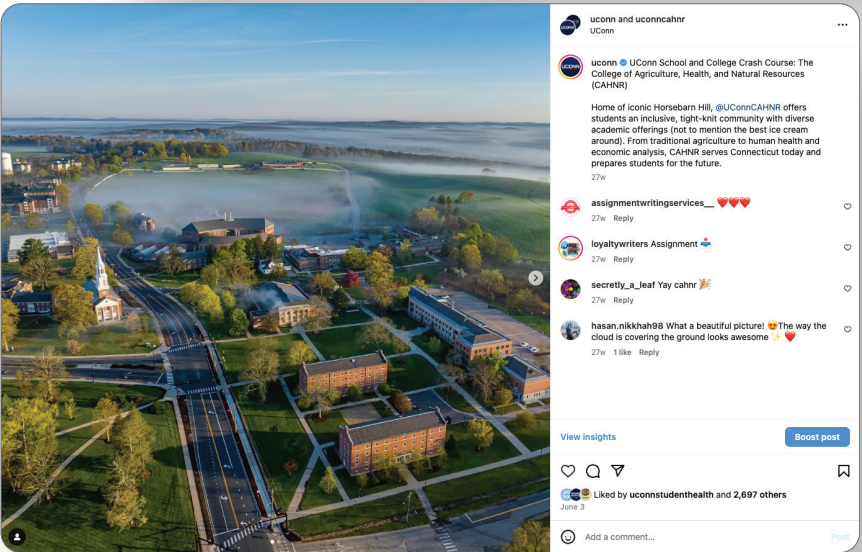 uconn and uconncahnr
UConn
UCONN
uconn UConn School and College Crash Course: The
College of Agriculture, Health, and Natural Resources
(CAHNR)
Home of iconic Horsebarn Hill, @UConnCAHNR offers
students an inclusive, tight-knit community with diverse
academic offerings (not to mention the best ice cream
around). From traditional agriculture to human health and
economic analysis, CAHNR serves Connecticut today and
prepares students for the future.
27w
assignmentwritingservices__ ❤️❤️❤️
27w Reply
loyaltywriters Assignment 📥
27w Reply
secretly_a_leaf Yay cahnr 🎉
27w Reply
hasan.nikkhah98 What a beautiful picture! 😍The way the
cloud is covering the ground looks awesome ✨ ❤️
27w 1 like Reply
View insights
Boost post
Liked by uconnstudenthealth and 2,697 others
June 3
Add a comment...
Post